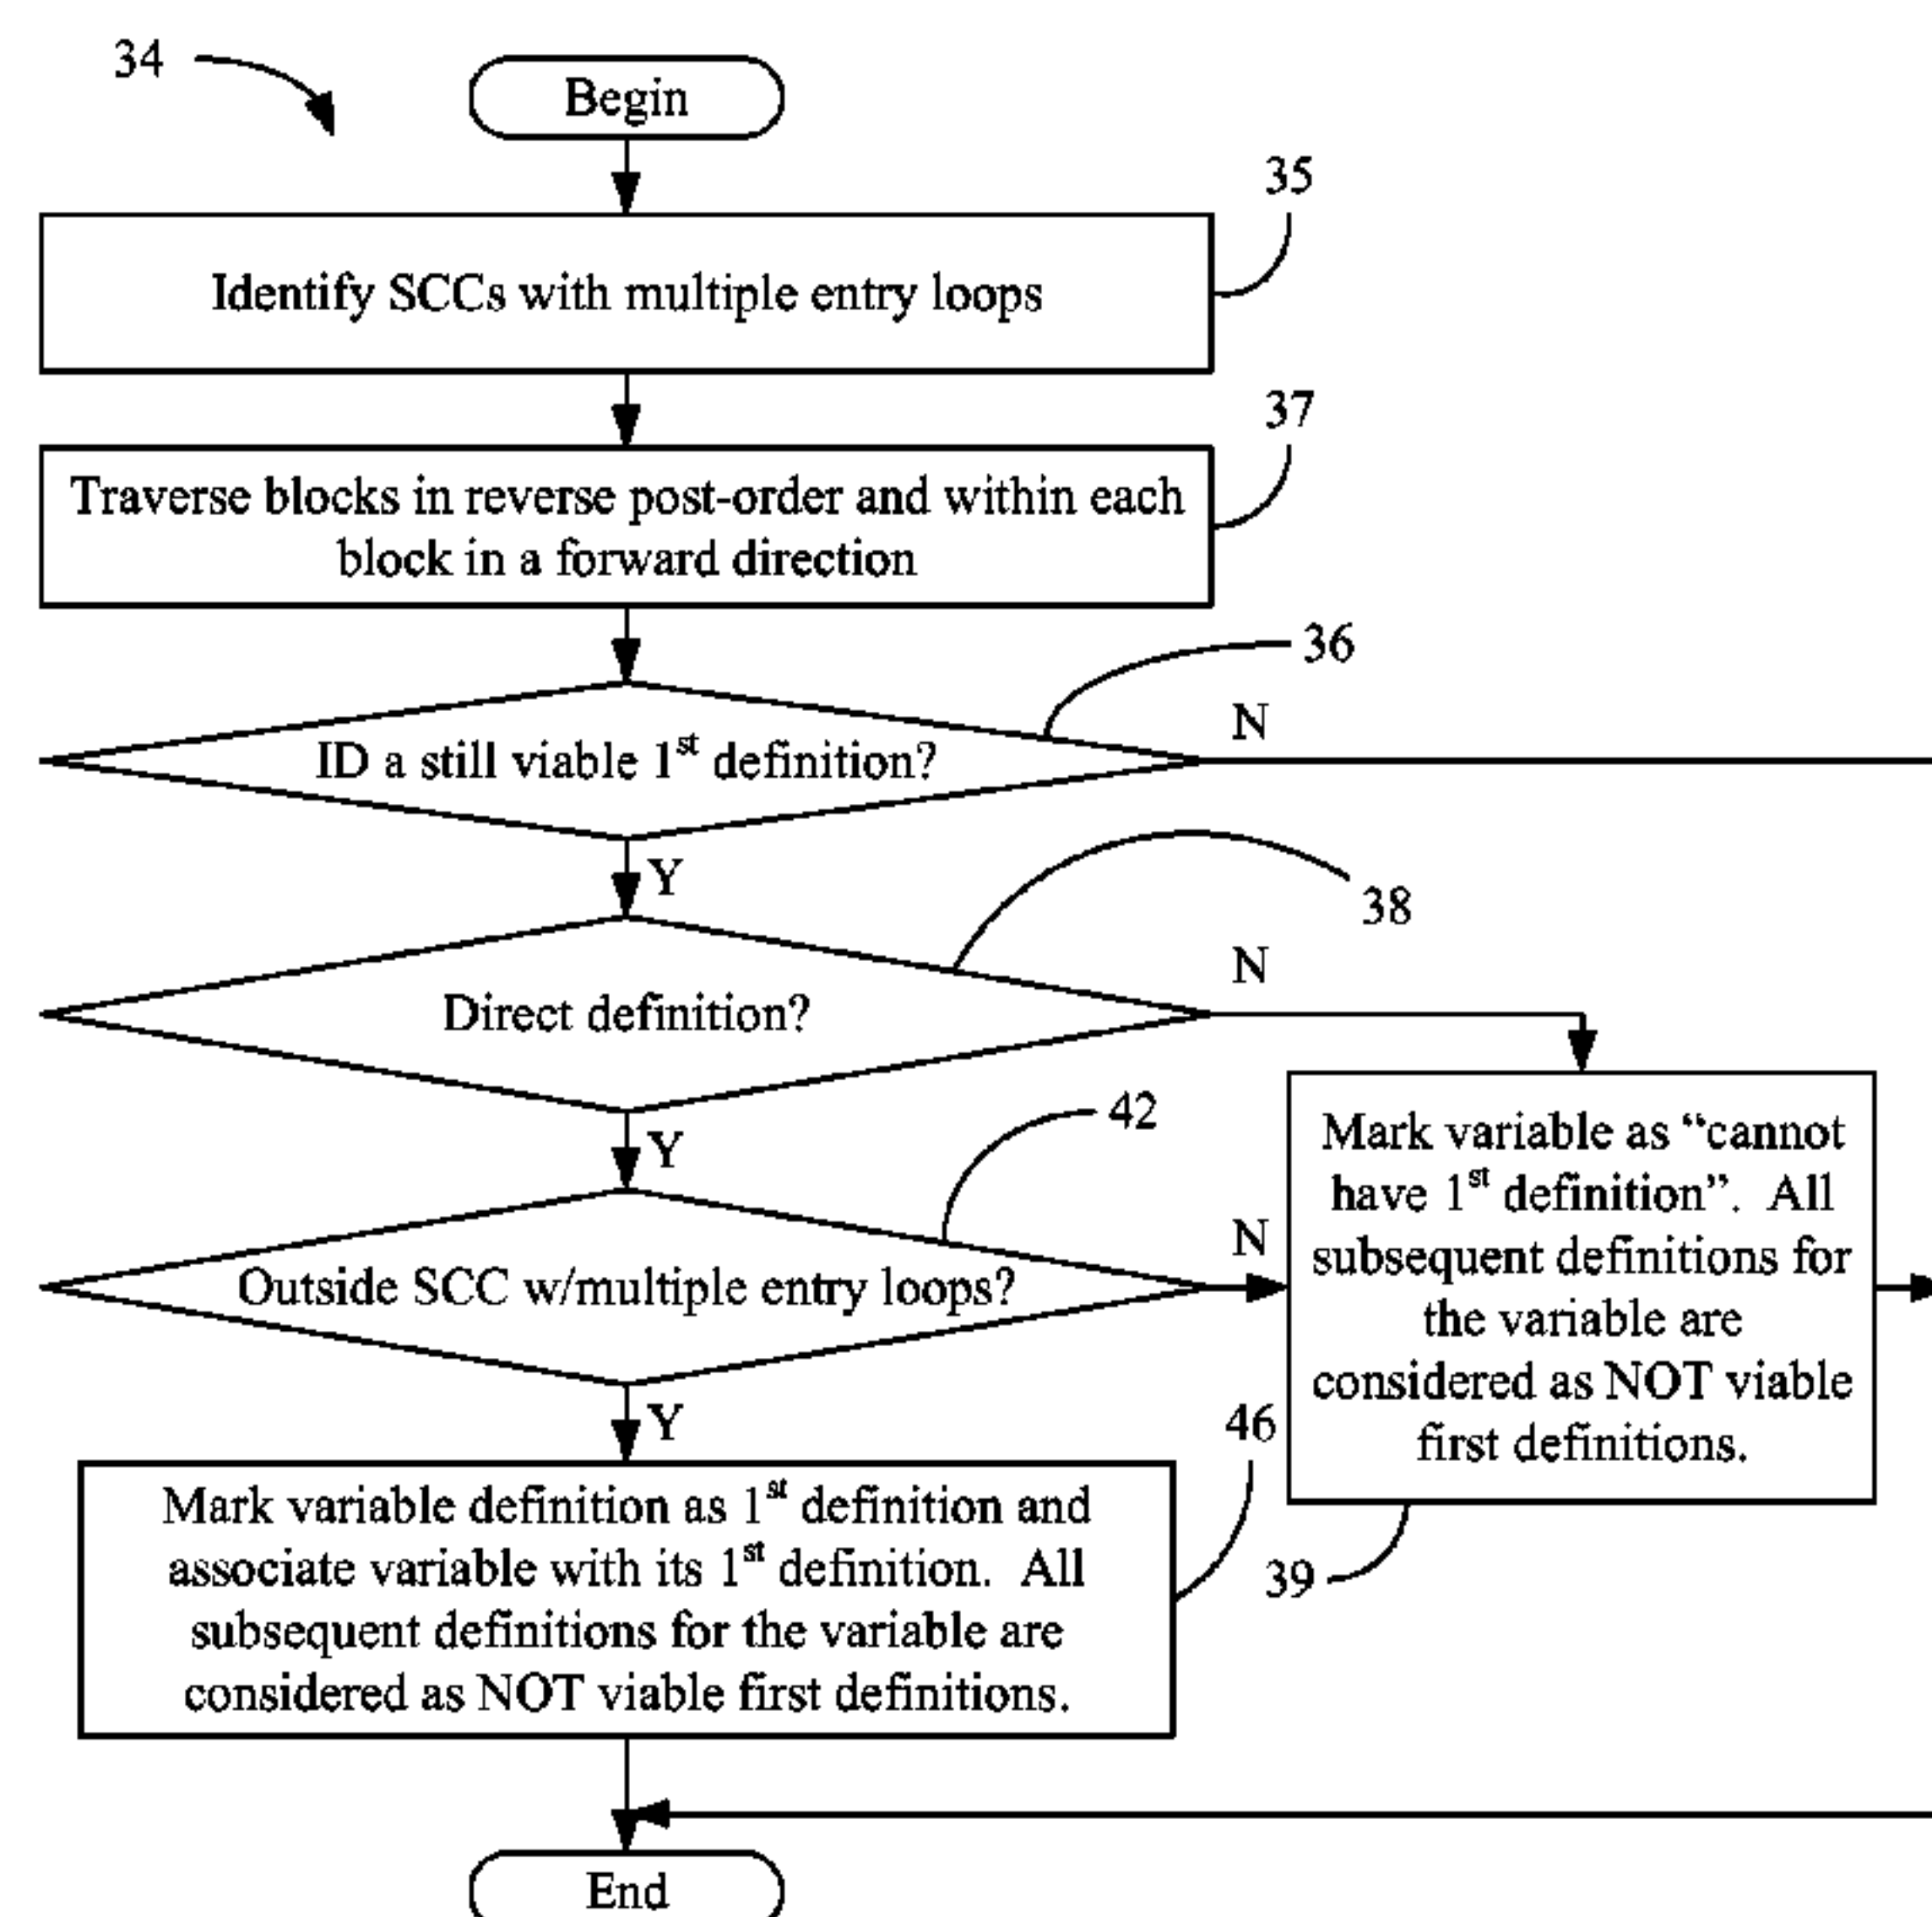 34
Begin
35
Identify SCCs with multiple entry loops
37
Traverse blocks in reverse post-order and within each
block in a forward direction
36
N
ID a still viable 1st definition?
Y
38
N
Direct definition?
42
Y
Mark variable as “cannot
have 1st definition”. All
subsequent definitions for
the variable are
considered as NOT viable
first definitions.
N
Outside SCC w/multiple entry loops?
Y
46
39
Mark variable definition as 1st definition and
associate variable with its 1st definition. All
subsequent definitions for the variable are
considered as NOT viable first definitions.
End